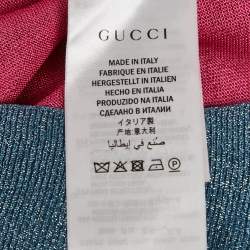 GUCCI
MADE IN ITALY
FABRIQUÉ EN ITALIE
HERGESTELLT IN ITALIEN
HECHO EN ITALIA
PRODUZIDO NA ITALIA
СДЕЛАНО В ИТАЛИИ
イタリア製
产地:意大利
صنع في إيطاليا